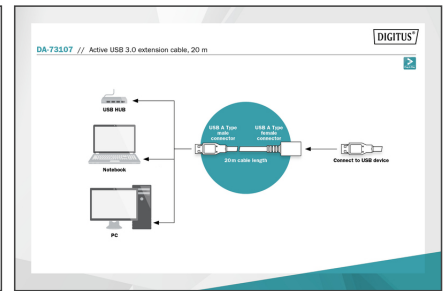 DIGITUS®
DA-73107 // Active USB 3.0 extension cable, 20 m
USB HUB
USB A Type
male
connector
USB A Type
female
connector
20m cable length
Connect to USB device
Notebook
PC